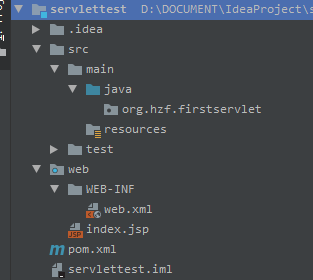 servlettest D:\DOCUMENT\IdeaProject\s
.idea
src
main
java
org.hzf.firstservlet
resources
test
web
WEB-INF
web.xml
index.jsp
pom.xml
servlettest.iml